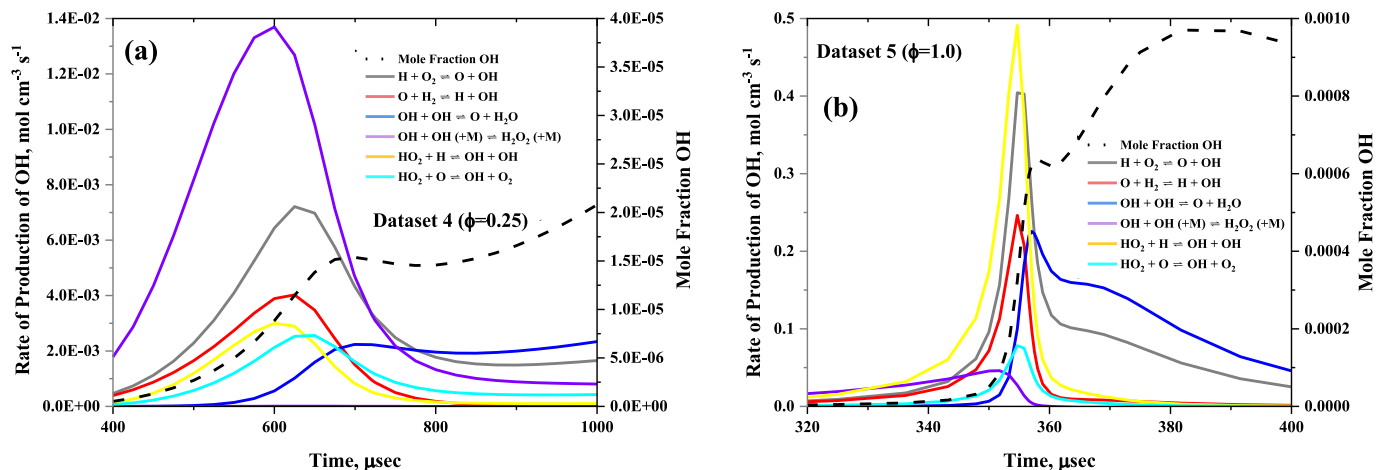 (a)
Rate of Production of OH, mol cm⁻³ s⁻¹
1.4E-02
1.2E-02
1.0E-02
8.0E-03
6.0E-03
4.0E-03
2.0E-03
0.0E+00
Mole Fraction OH
H + O₂ ⇌ O + OH
O + H₂ ⇌ H + OH
OH + OH ⇌ O + H₂O
OH + OH (+M) ⇌ H₂O₂ (+M)
HO₂ + H ⇌ OH + OH
HO₂ + O ⇌ OH + O₂
Dataset 4 (ϕ=0.25)
4.0E-05
3.5E-05
3.0E-05
2.5E-05
2.0E-05
1.5E-05
1.0E-05
5.0E-06
0.0E+00
Mole Fraction OH
400
600
800
1000
Time, μsec
Rate of Production of OH, mol cm⁻³ s⁻¹
0.5
0.4
0.3
0.2
0.1
0.0
Dataset 5 (ϕ=1.0)
(b)
Mole Fraction OH
H + O₂ ⇌ O + OH
O + H₂ ⇌ H + OH
OH + OH ⇌ O + H₂O
OH + OH (+M) ⇌ H₂O₂ (+M)
HO₂ + H ⇌ OH + OH
HO₂ + O ⇌ OH + O₂
0.0010
0.0008
0.0006
0.0004
0.0002
0.0000
Mole Fraction OH
320
340
360
380
400
Time, μsec